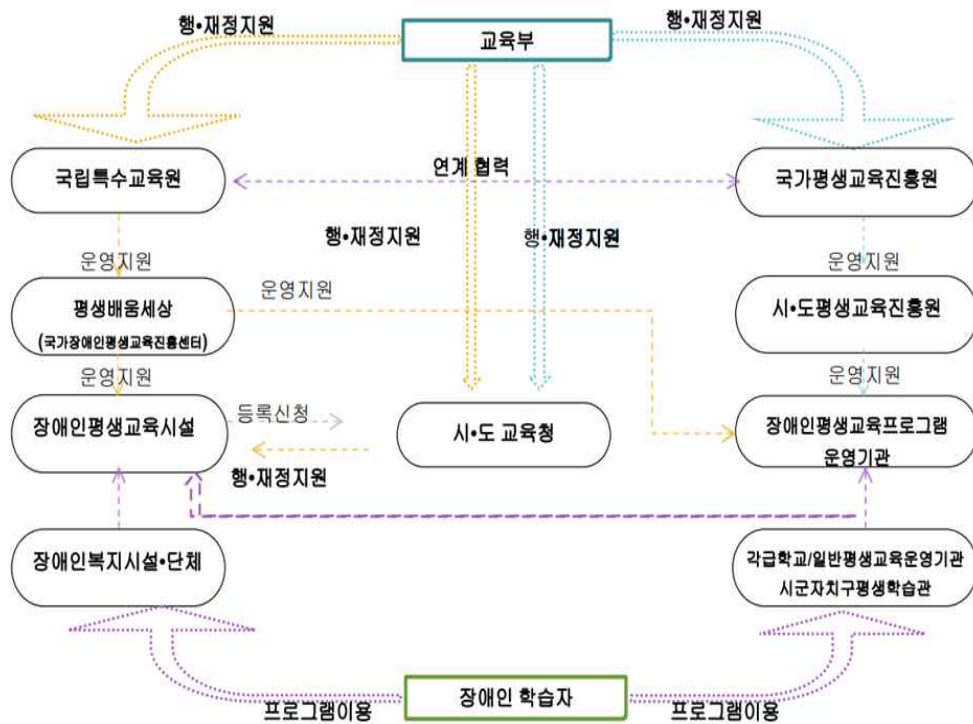 행•재정지원
교육부
행•재정지원
국립특수교육원
연계 협력
국가평생교육진흥원
행•재정지원
행•재정지원
운영지원
운영지원
평생배움세상
(국가장애인평생교육진흥센터)
운영지원
시•도평생교육진흥원
운영지원
운영지원
장애인평생교육시설
등록신청
시•도 교육청
장애인평생교육프로그램
운영기관
행•재정지원
장애인복지시설•단체
각급학교/일반평생교육운영기관
시군자치구평생학습관
장애인 학습자
프로그램이용
프로그램이용